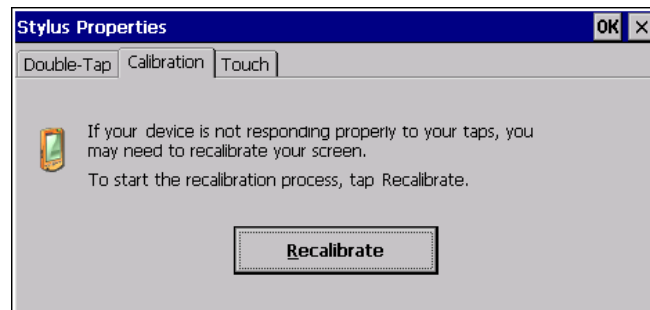 Stylus Properties OK ×
Double-Tap Calibration Touch
If your device is not responding properly to your taps, you
may need to recalibrate your screen.
To start the recalibration process, tap Recalibrate.
Recalibrate